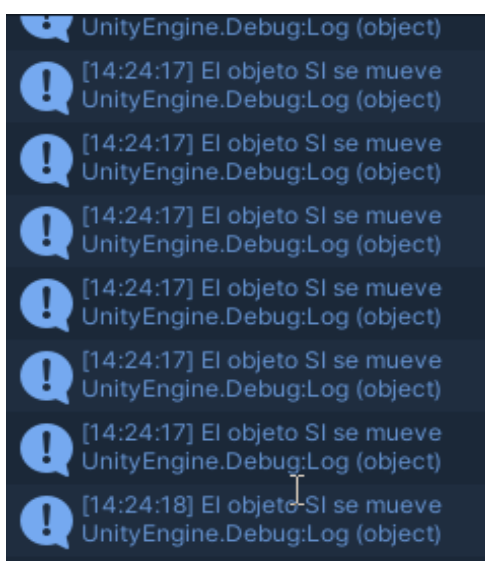 UnityEngine.Debug:Log (object)
[14:24:17] El objeto SI se mueve
UnityEngine.Debug:Log (object)
[14:24:17] El objeto SI se mueve
UnityEngine.Debug:Log (object)
[14:24:17] El objeto SI se mueve
UnityEngine.Debug:Log (object)
[14:24:17] El objeto SI se mueve
UnityEngine.Debug:Log (object)
[14:24:17] El objeto SI se mueve
UnityEngine.Debug:Log (object)
[14:24:17] El objeto SI se mueve
UnityEngine.Debug:Log (object)
[14:24:18] El objeto SI se mueve
UnityEngine.Debug:Log (object)